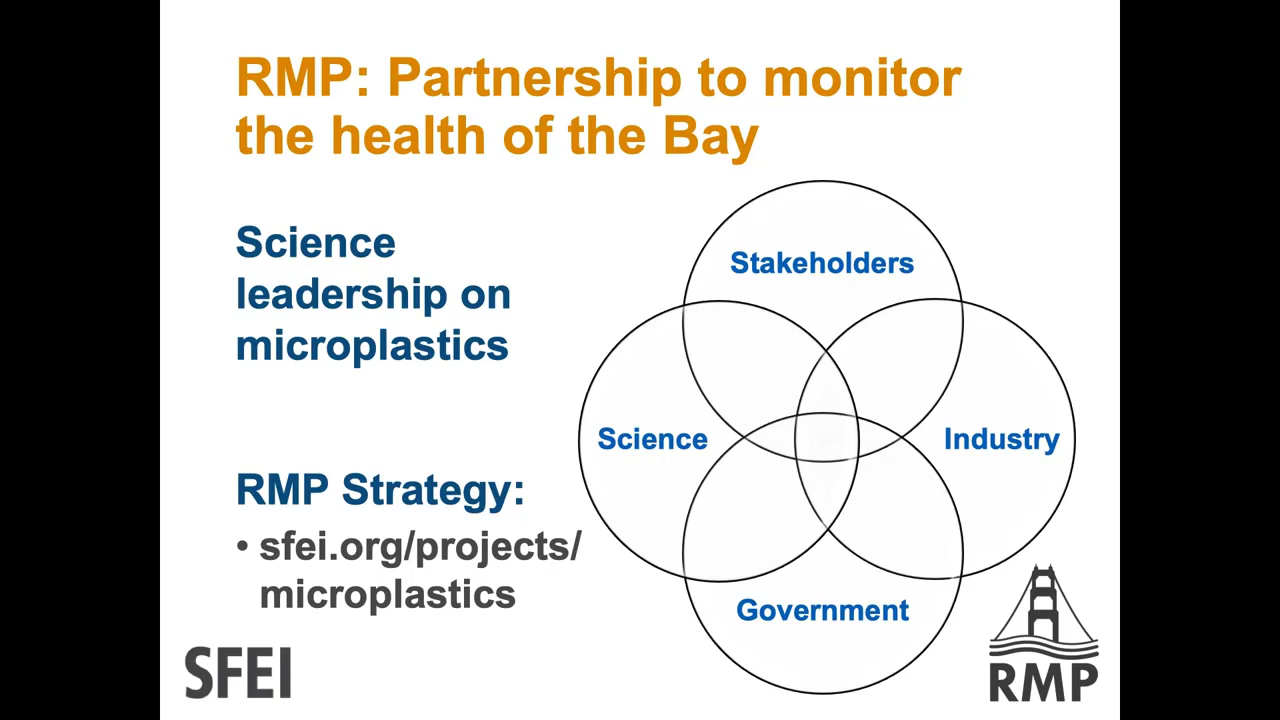 RMP: Partnership to monitor
the health of the Bay
Science
leadership on
microplastics
RMP Strategy:
• sfei.org/projects/
microplastics
Stakeholders
Science
Industry
Government
SFEI
RMP